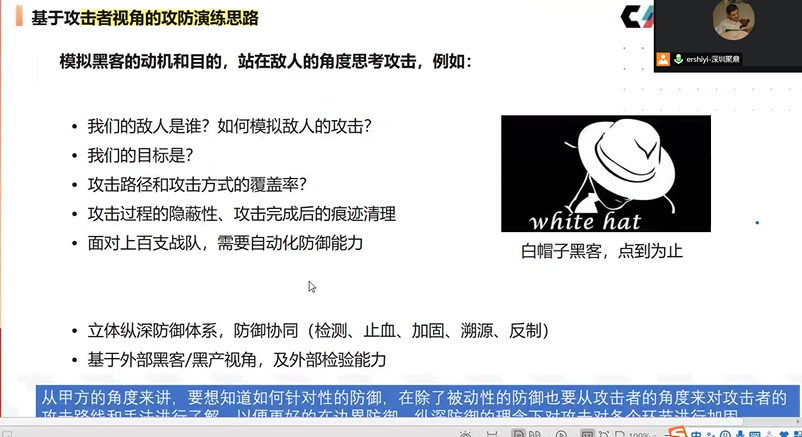 基于攻击者视角的攻防演练思路
ershiyi-深圳聚鼎
模拟黑客的动机和目的，站在敌人的角度思考攻击，例如：
• 我们的敌人是谁？如何模拟敌人的攻击？
• 我们的目标是？
• 攻击路径和攻击方式的覆盖率？
• 攻击过程的隐蔽性、攻击完成后的痕迹清理
• 面对上百支战队，需要自动化防御能力
white hat
白帽子黑客，点到为止
• 立体纵深防御体系，防御协同（检测、止血、加固、溯源、反制）
• 基于外部黑客/黑产视角，及外部检验能力
从甲方的角度来讲，要想知道如何针对性的防御，在除了被动性的防御也要从攻击者的角度来对攻击者的
攻击路线和手法进行了解，以便更好的在边界防御、纵深防御的理念下对攻击对各个环节进行加固
100%
中